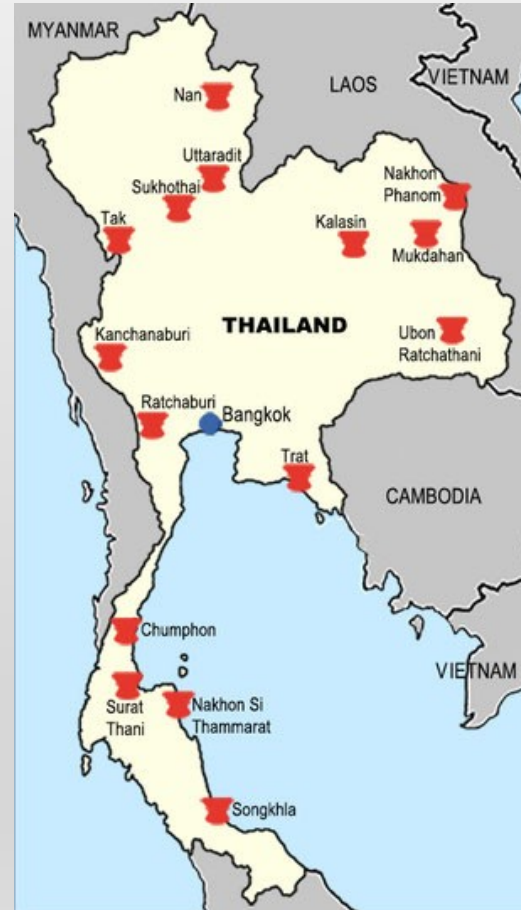 MYANMAR
LAOS
VIETNAM
Nan
Uttaradit
Sukhothai
Nakhon
Phanom
Tak
Kalasin
Mukdahan
THAILAND
Kanchanaburi
Ubon
Ratchathani
Ratchaburi
Bangkok
Trat
CAMBODIA
Chumphon
VIETNAM
Surat
Thani
Nakhon Si
Thammarat
Songkhla